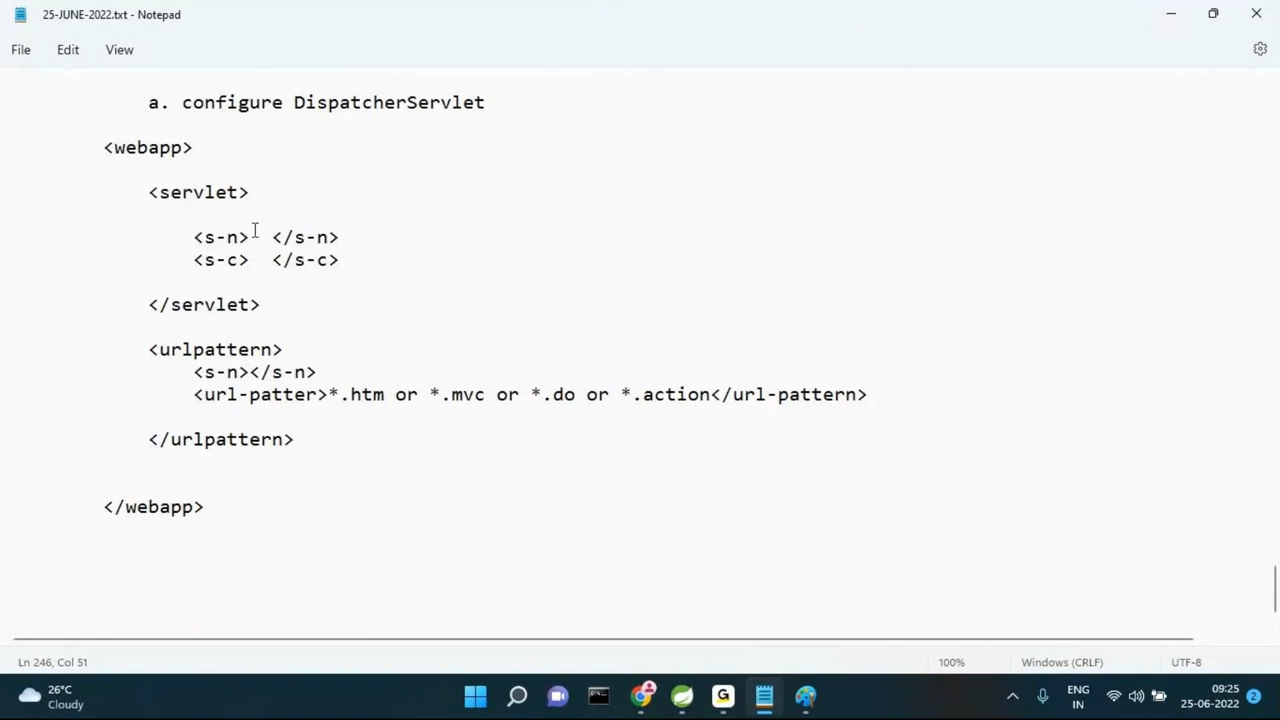 25-JUNE-2022.txt - Notepad
File Edit View
a. configure DispatcherServlet
<webapp>
<servlet>
<s-n> </s-n>
<s-c> </s-c>
</servlet>
<urlpattern>
<s-n></s-n>
<url-patter>*.htm or *.mvc or *.do or *.action</url-pattern>
</urlpattern>
</webapp>
Ln 246, Col 51 100% Windows (CRLF) UTF-8
26°C
Cloudy
ENG
IN
09:25
25-06-2022
2